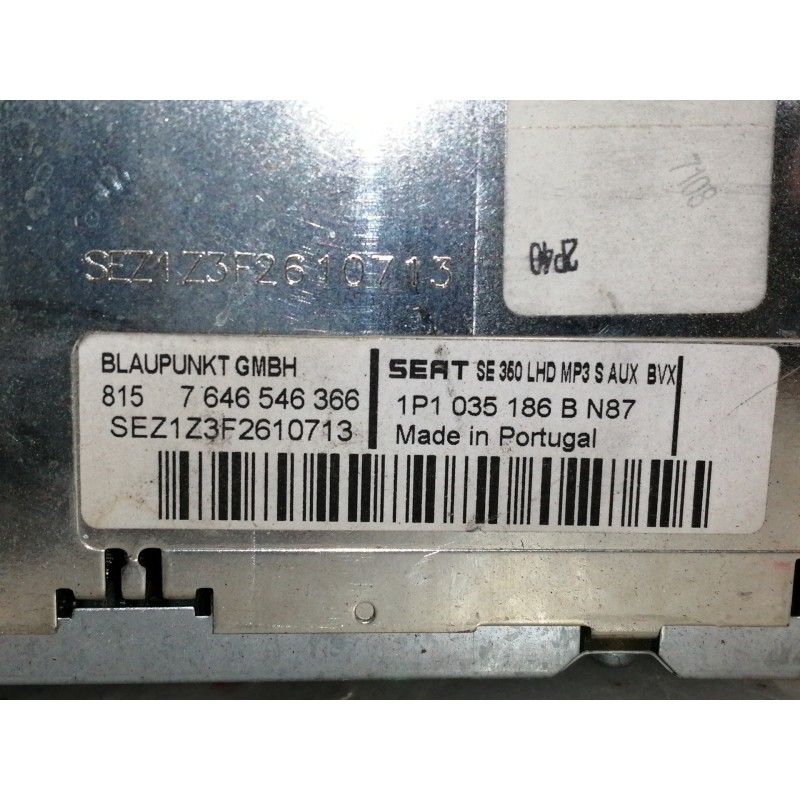 7108
2P40
SEZ1Z3F2610713
BLAUPUNKT GMBH
815 7 646 546 366
SEZ1Z3F2610713
SEAT SE 350 LHD MP3 S AUX BVX
1P1 035 186 B N87
Made in Portugal